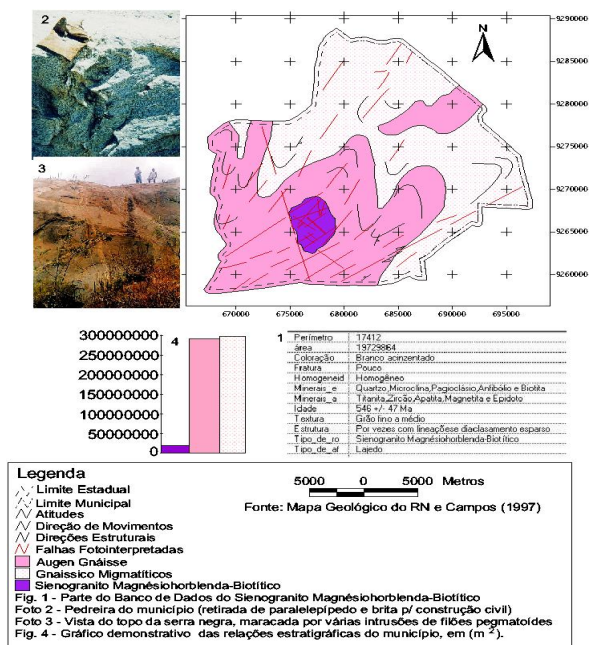 2
3
N
9290000
9285000
9280000
9275000
9270000
9265000
9260000
670000 675000 680000 685000 690000 695000
300000000
250000000
200000000
150000000
100000000
50000000
0
4
1
Perímetro 17412
área 19729864
Coloração Branco acinzentado
Fratura Pouco
Homogeneid Homogêneo
Minerais_e Quartzo,Microclina,Pagioclásio,Anfibólio e Biotita
Minerais_a Titanita,Zircão,Apatita,Magnetita e Epidoto
Idade 546 +/- 47 Ma
Textura Grão fino a médio
Estrutura Por vezes com lineaçõese diaclasamento esparso
Tipo_de_ro Sienogranito Magnésiohorblenda-Biotítico
Tipo_de_af Lajedo
Legenda
Limite Estadual
Limite Municipal
Atitudes
Direção de Movimentos
Direções Estruturais
Falhas Fotointerpretadas
Augen Gnáisse
Gnaissico Migmatíticos
Sienogranito Magnésiohorblenda-Biotítico
5000 0 5000 Metros
Fonte: Mapa Geológico do RN e Campos (1997)
Fig. 1 - Parte do Banco de Dados do Sienogranito Magnésiohorblenda-Biotítico
Foto 2 - Pedreira do município (retirada de paralelepípedo e brita p/ construção civil)
Foto 3 - Vista do topo da serra negra, maracada por várias intrusões de filões pegmatoídes
Fig. 4 - Gráfico demonstrativo das relações estratigráficas do município, em (m ²).